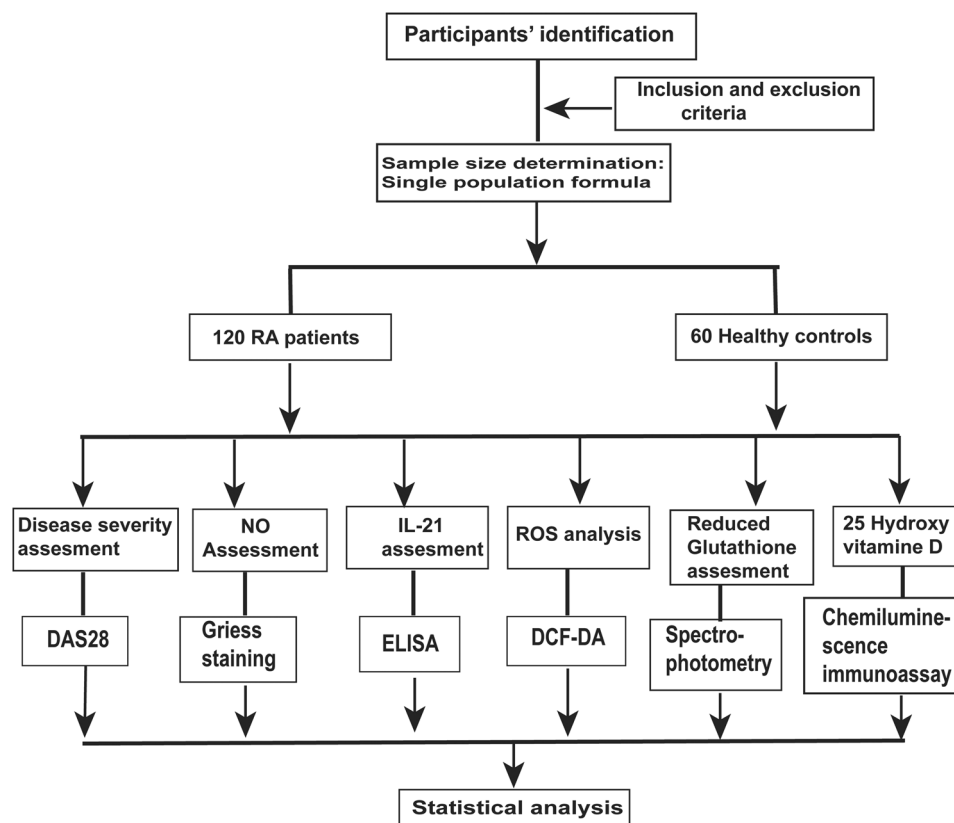 Participants’ identification
Inclusion and exclusion
criteria
Sample size determination:
Single population formula
120 RA patients
60 Healthy controls
Disease severity
assesment
NO
Assessment
IL-21
assesment
ROS analysis
Reduced
Glutathione
assesment
25 Hydroxy
vitamine D
DAS28
Griess
staining
ELISA
DCF-DA
Spectro-
photometry
Chemilumine-
scence
immunoassay
Statistical analysis